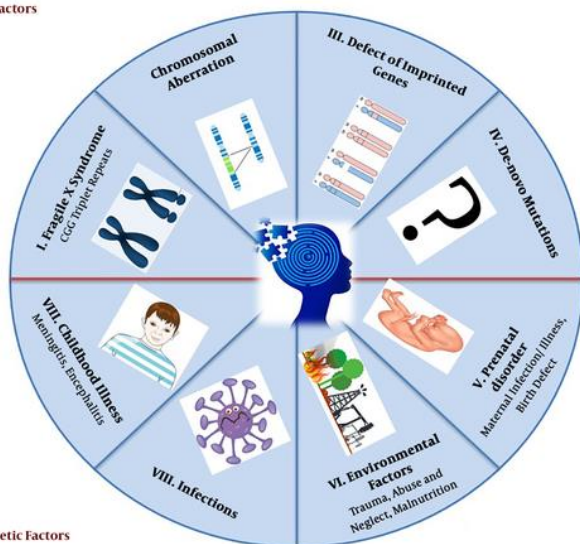 actors
Chromosomal
Aberration
III. Defect of Imprinted
Genes
I. Fragile X Syndrome
CGG Triplet Repeats
IV. De-novo Mutations
VIII. Childhood Illness
Meningitis, Encephalitis
V. Prenatal
disorder
Maternal Infection/ Illness,
Birth Defect
VIII. Infections
VI. Environmental
Factors
Trauma, Abuse and
Neglect, Malnutrition
etic Factors